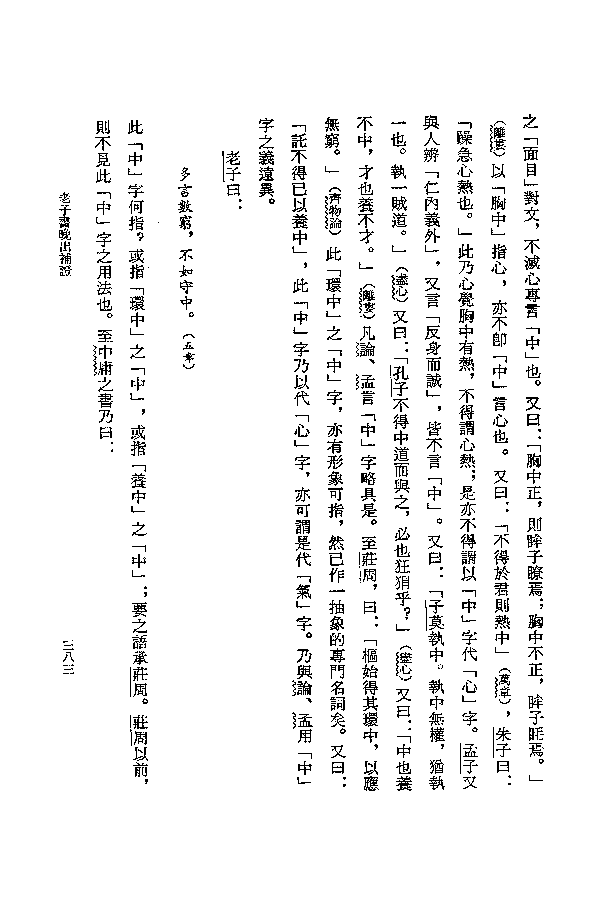 之「面目」對文，不滅心專言「中」也。又曰：「胸中正，則眸子瞭焉；胸中不正，眸子眊焉。」
（離婁）以「胸中」指心，亦不卽「中」言心也。又曰：「不得於君則熱中」（萬章），朱子曰：
「躁急心熱也。」此乃心覺胸中有熱，不得謂心熱；是亦不得謂以「中」字代「心」字。孟子又
與人辨「仁內義外」，又言「反身而誠」，皆不言「中」。又曰：「子莫執中。執中無權，猶執
一也。執一賊道。」（盡心）又曰：「孔子不得中道而與之，必也狂狷乎？」（盡心）又曰：「中也養
不中，才也養不才。」（離婁）凡論、孟言「中」字略具是。至莊周，曰：「樞始得其環中，以應
無窮。」（齊物論）此「環中」之「中」字，亦有形象可指，然已作一抽象的專門名詞矣。又曰：
「託不得已以養中」，此「中」字乃以代「心」字，亦可謂是代「氣」字。乃與論、孟用「中」
字之義遠異。
老子曰：
多言數窮，不如守中。（五章）
此「中」字何指？或指「環中」之「中」，或指「養中」之「中」；要之語承莊周。莊周以前，
則不見此「中」字之用法也。至中庸之書乃曰：
老子書晚出補證
三八三